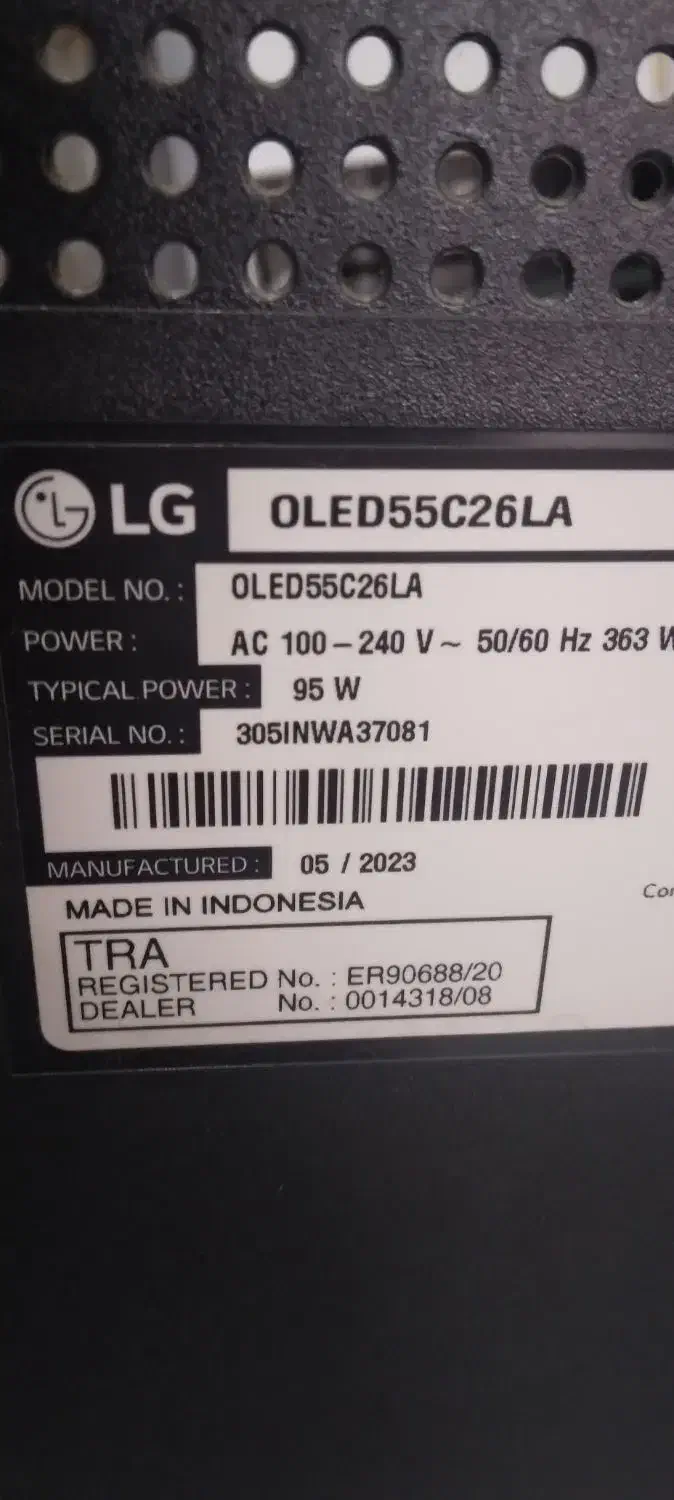 LG OLED55C26LA
MODEL NO. : OLED55C26LA
POWER : AC 100 – 240 V ~ 50/60 Hz 363 W
TYPICAL POWER : 95 W
SERIAL NO. : 305INWA37081
MANUFACTURED : 05 / 2023
MADE IN INDONESIA
TRA
REGISTERED No. : ER90688/20
DEALER No. : 0014318/08